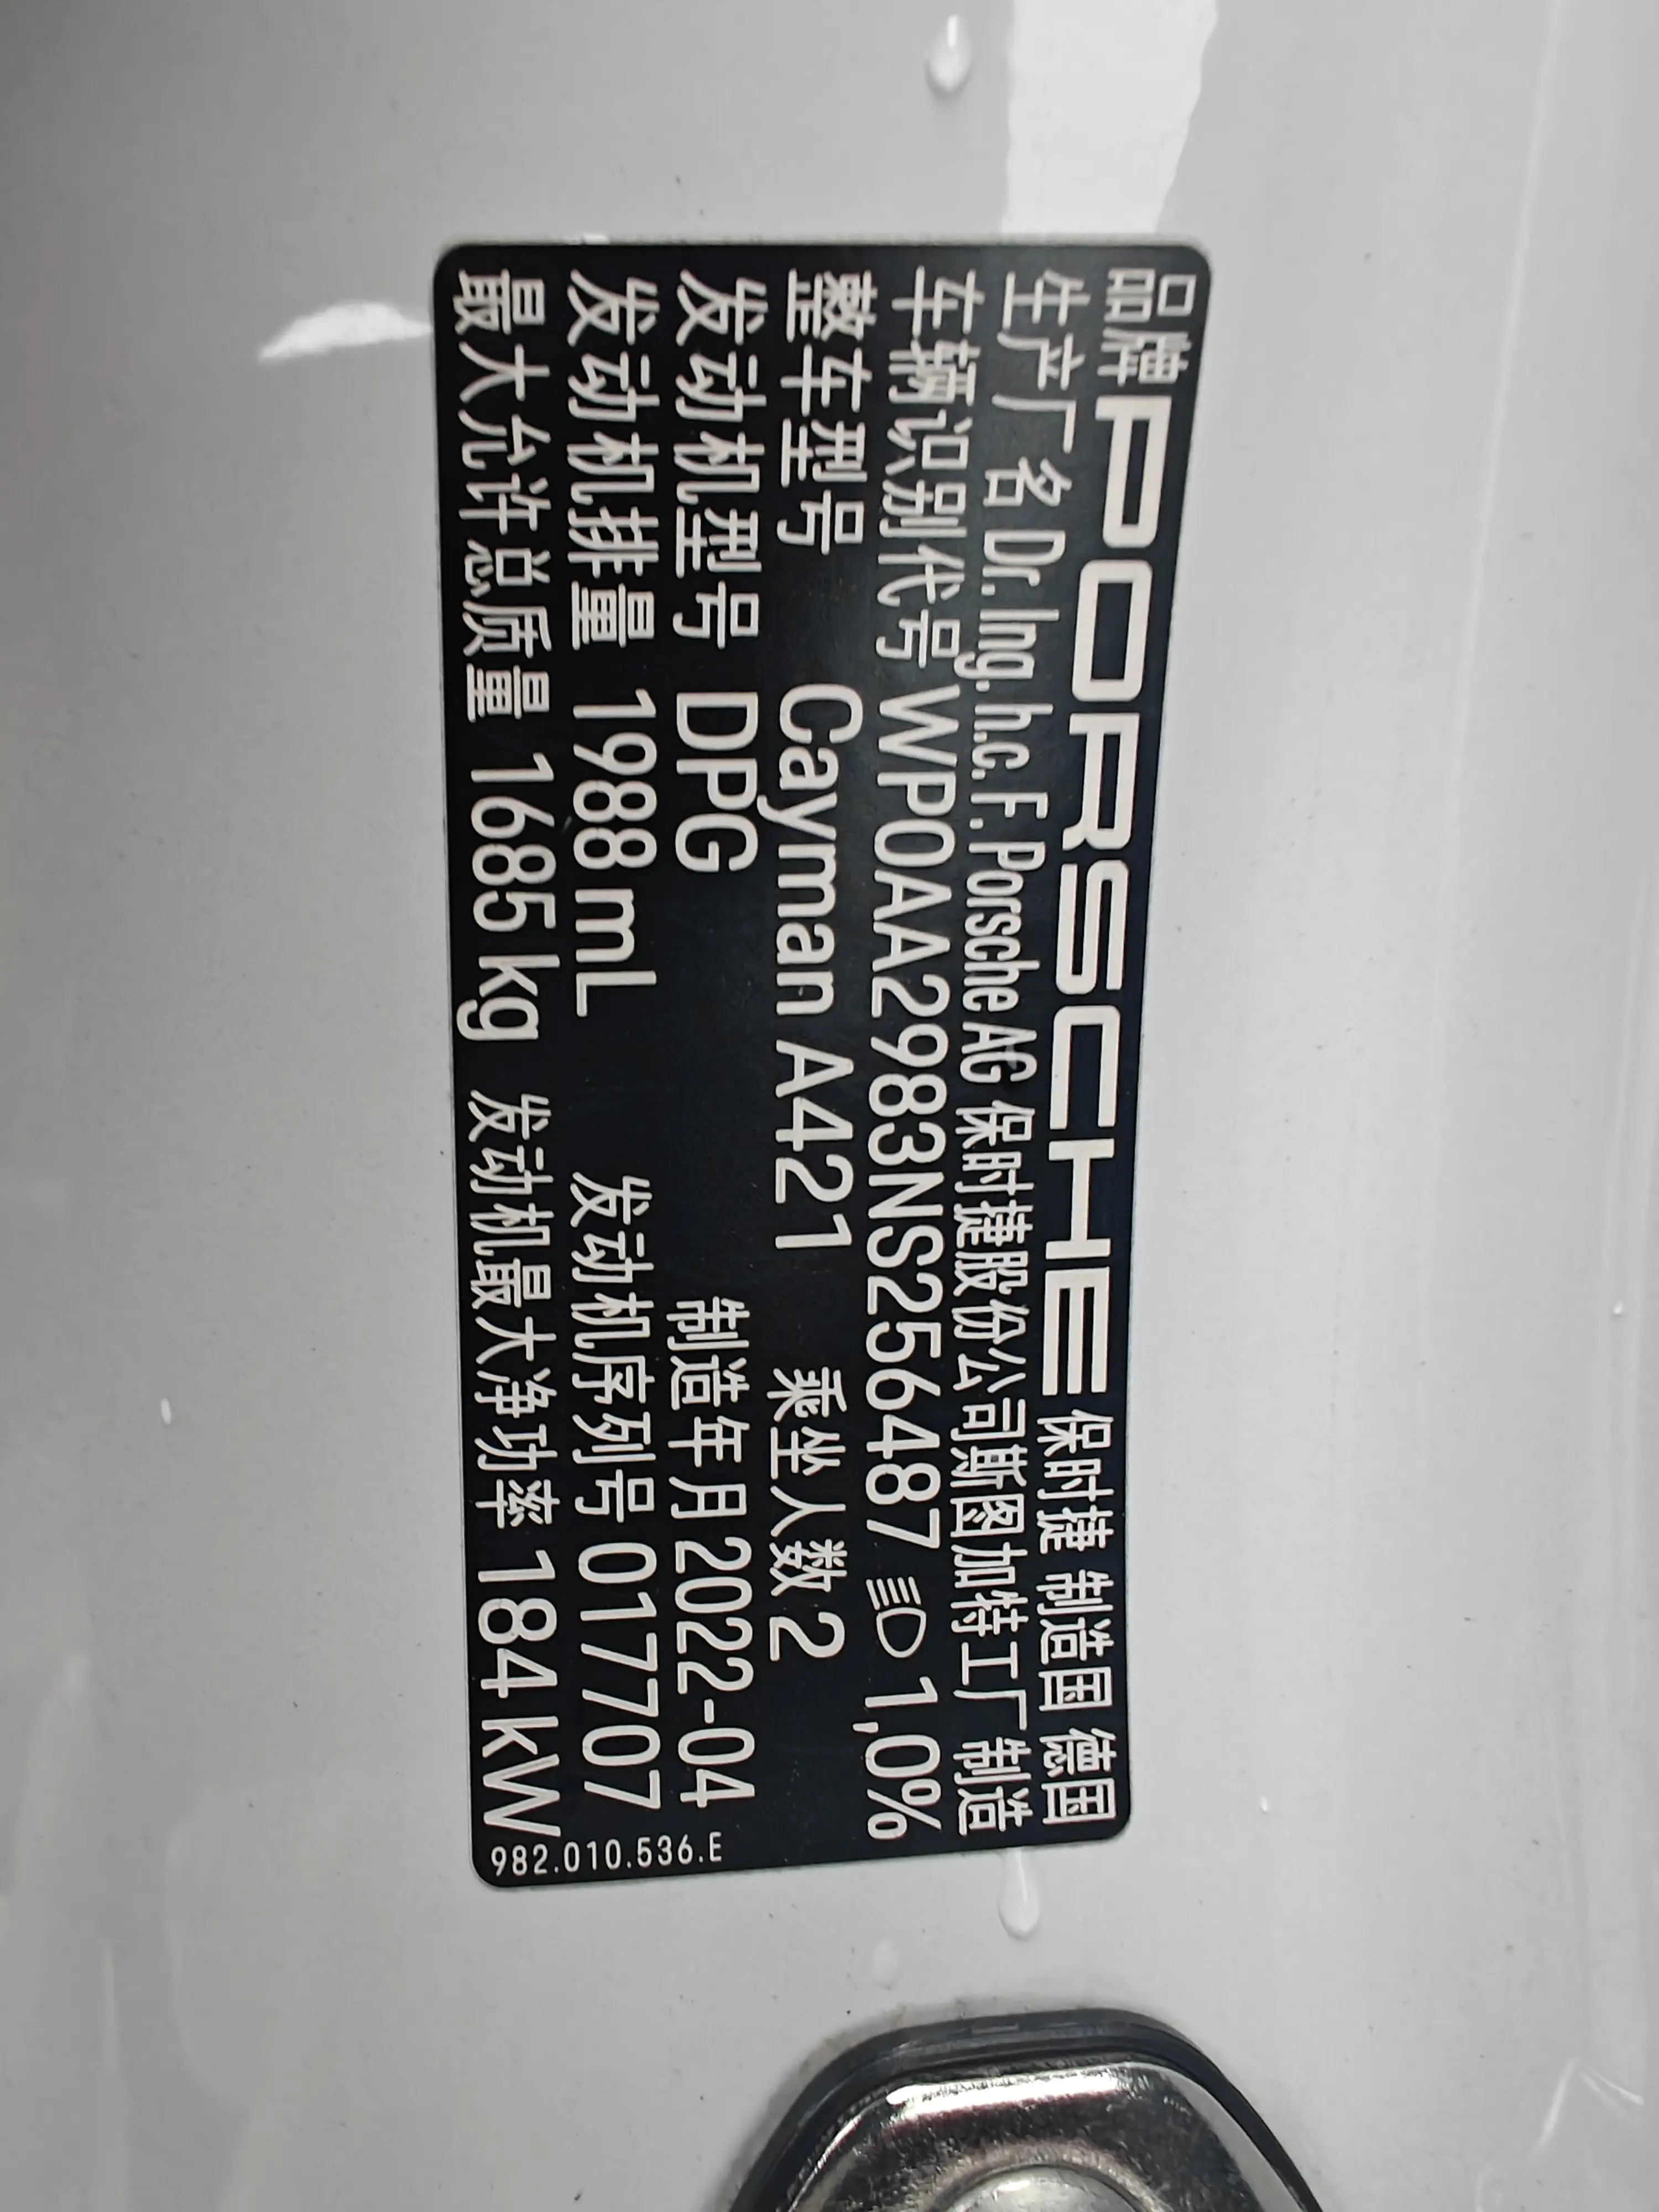 品牌 PORSCHE 保时捷 制造国 德国
生产厂名 Dr. Ing. h.c. F. Porsche AG 保时捷股份公司斯图加特工厂制造
车辆识别代号 WP0AA2983NS256487 1,0%
整车型号 Cayman A421 乘坐人数 2
发动机型号 DPG 制造年月 2022-04
发动机排量 1988 mL 发动机序列号 017707
最大允许总质量 1685 kg 发动机最大净功率 184 kW
982.010.536.E